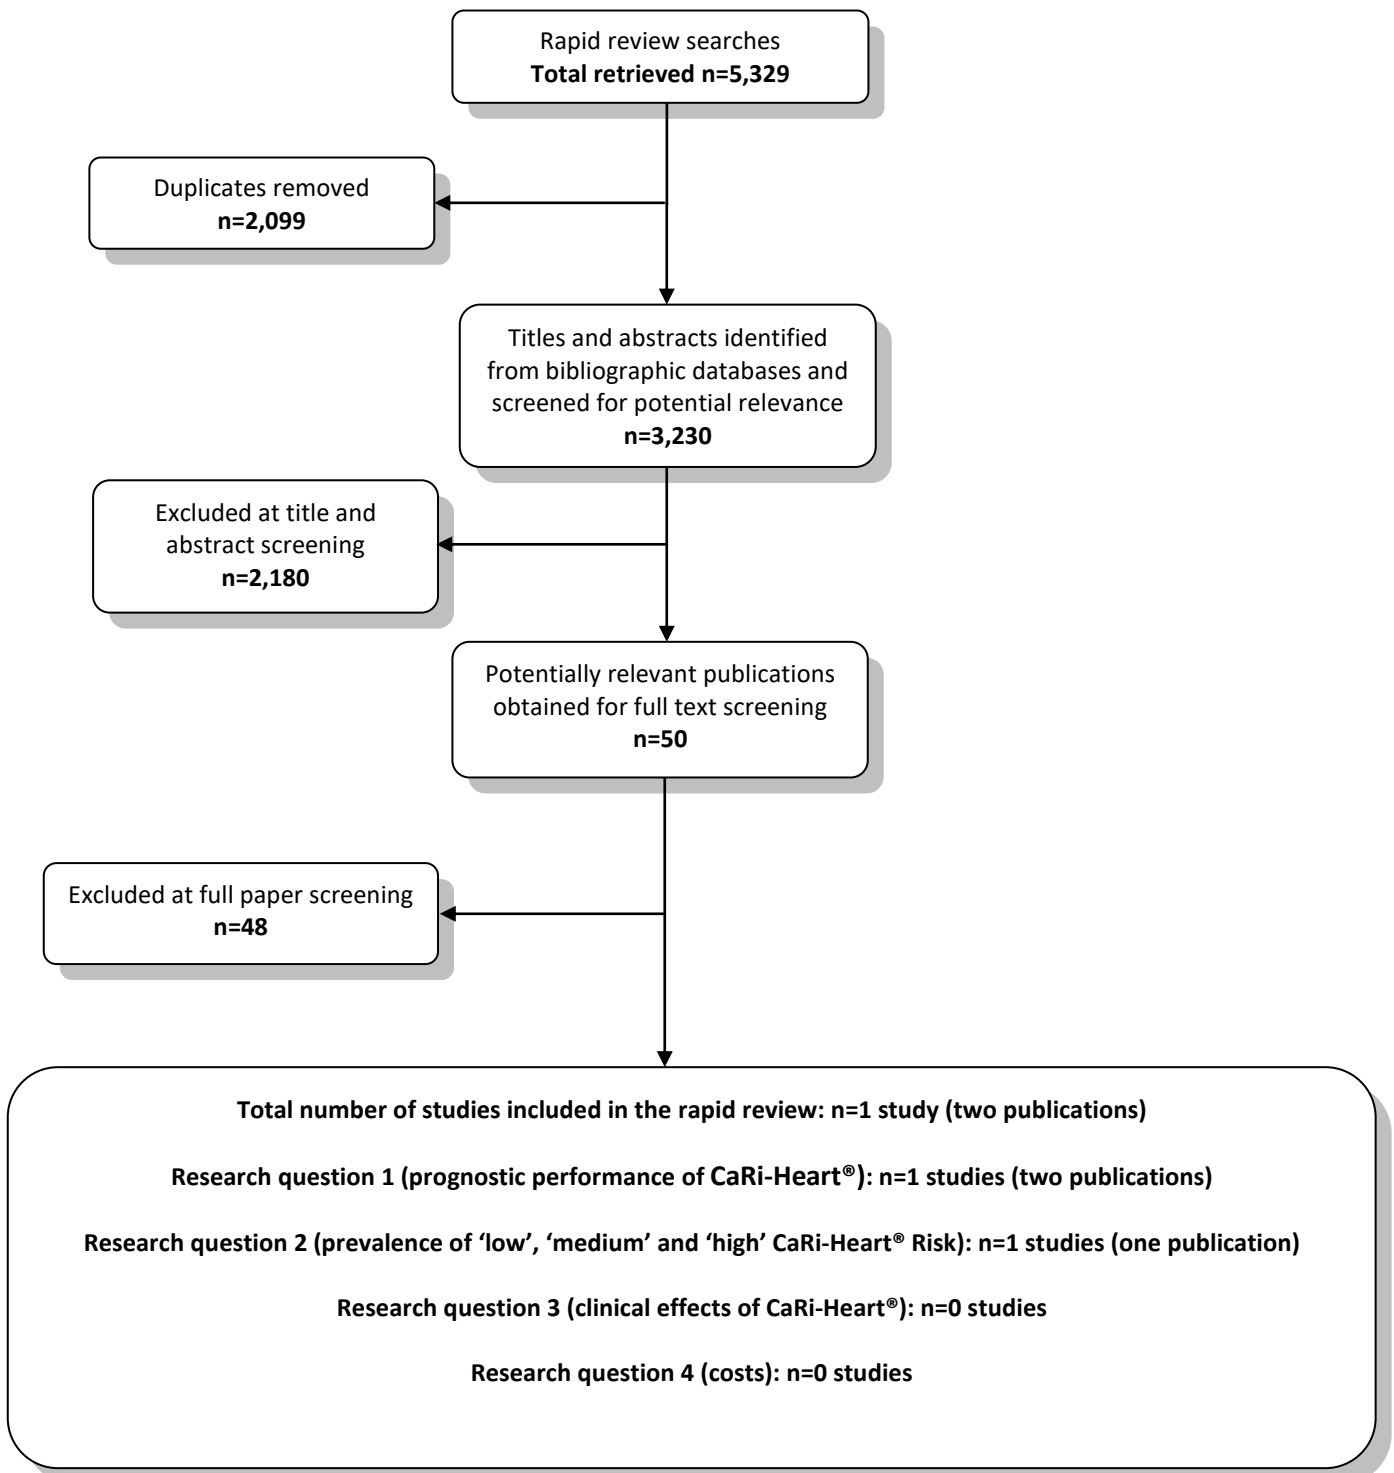 Rapid review searches
Total retrieved n=5,329
Duplicates removed
n=2,099
Titles and abstracts identified
from bibliographic databases and
screened for potential relevance
n=3,230
Excluded at title and
abstract screening
n=2,180
Potentially relevant publications
obtained for full text screening
n=50
Excluded at full paper screening
n=48
Total number of studies included in the rapid review: n=1 study (two publications)
Research question 1 (prognostic performance of CaRi-Heart®): n=1 studies (two publications)
Research question 2 (prevalence of ‘low’, ‘medium’ and ‘high’ CaRi-Heart® Risk): n=1 studies (one publication)
Research question 3 (clinical effects of CaRi-Heart®): n=0 studies
Research question 4 (costs): n=0 studies